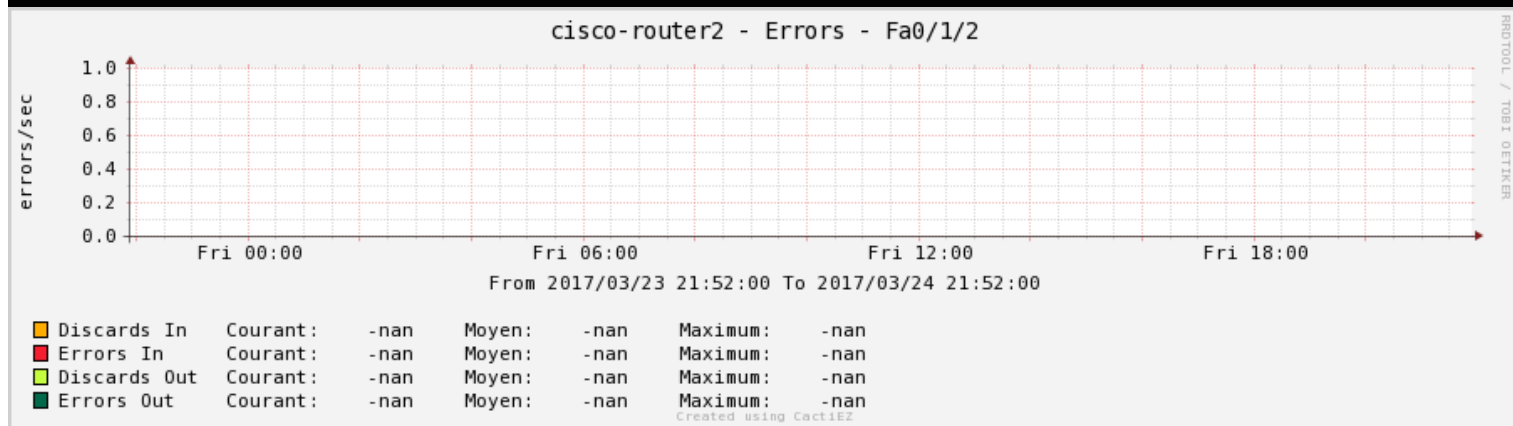 cisco-router2 - Errors - Fa0/1/2
RRDTOOL / TOBI OETIKER
errors/sec
1.0
0.8
0.6
0.4
0.2
0.0
Fri 00:00 Fri 06:00 Fri 12:00 Fri 18:00
From 2017/03/23 21:52:00 To 2017/03/24 21:52:00
Discards In Courant: -nan Moyen: -nan Maximum: -nan
Errors In Courant: -nan Moyen: -nan Maximum: -nan
Discards Out Courant: -nan Moyen: -nan Maximum: -nan
Errors Out Courant: -nan Moyen: -nan Maximum: -nan
Created using CactiEZ